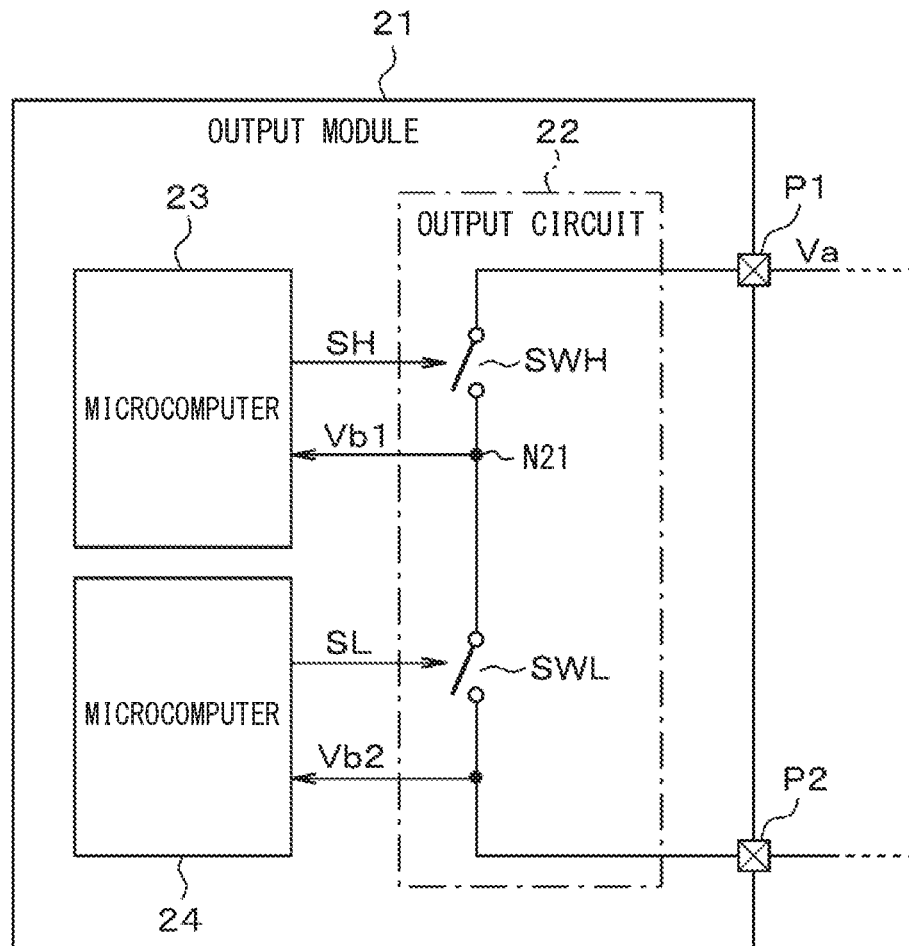 21
OUTPUT MODULE
22
23
P1
OUTPUT CIRCUIT
Va
SH
SWH
MICROCOMPUTER
Vb1
N21
SL
SWL
MICROCOMPUTER
Vb2
P2
24